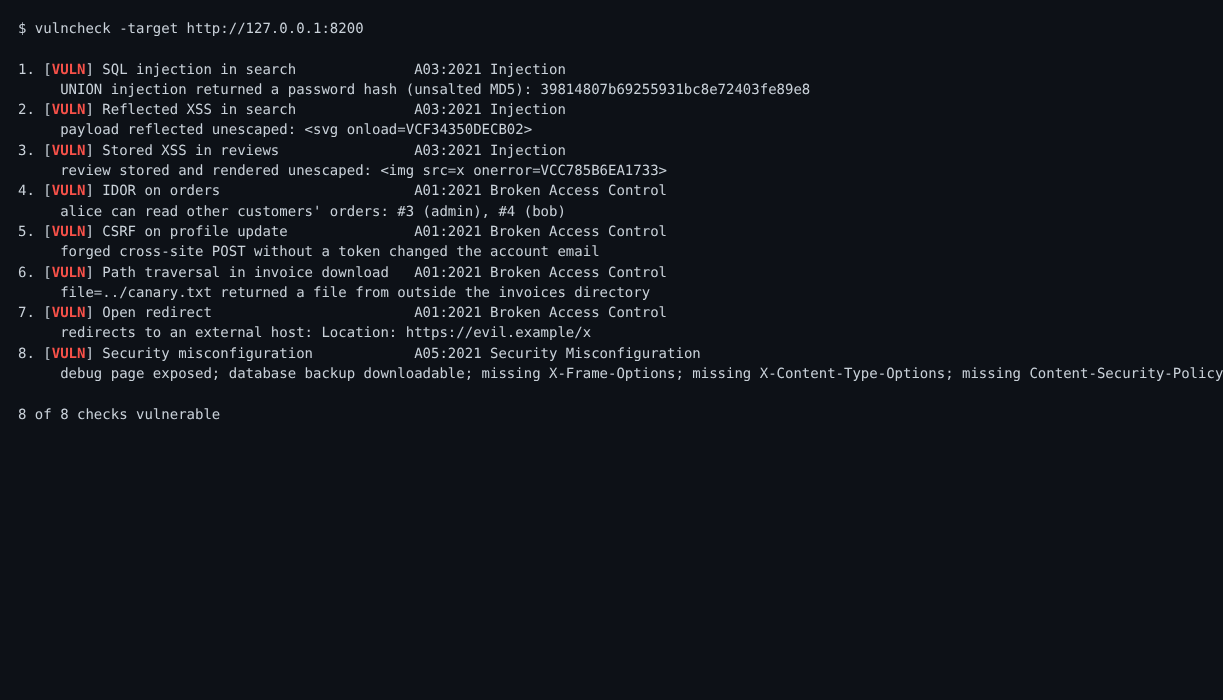 $ vulncheck -target http://127.0.0.1:8200
1. [VULN] SQL injection in search A03:2021 Injection
UNION injection returned a password hash (unsalted MD5): 39814807b69255931bc8e72403fe89e8
2. [VULN] Reflected XSS in search A03:2021 Injection
payload reflected unescaped: <svg onload=VCF34350DECB02>
3. [VULN] Stored XSS in reviews A03:2021 Injection
review stored and rendered unescaped: <img src=x onerror=VCC785B6EA1733>
4. [VULN] IDOR on orders A01:2021 Broken Access Control
alice can read other customers' orders: #3 (admin), #4 (bob)
5. [VULN] CSRF on profile update A01:2021 Broken Access Control
forged cross-site POST without a token changed the account email
6. [VULN] Path traversal in invoice download A01:2021 Broken Access Control
file=../canary.txt returned a file from outside the invoices directory
7. [VULN] Open redirect A01:2021 Broken Access Control
redirects to an external host: Location: https://evil.example/x
8. [VULN] Security misconfiguration A05:2021 Security Misconfiguration
debug page exposed; database backup downloadable; missing X-Frame-Options; missing X-Content-Type-Options; missing Content-Security-Policy
8 of 8 checks vulnerable